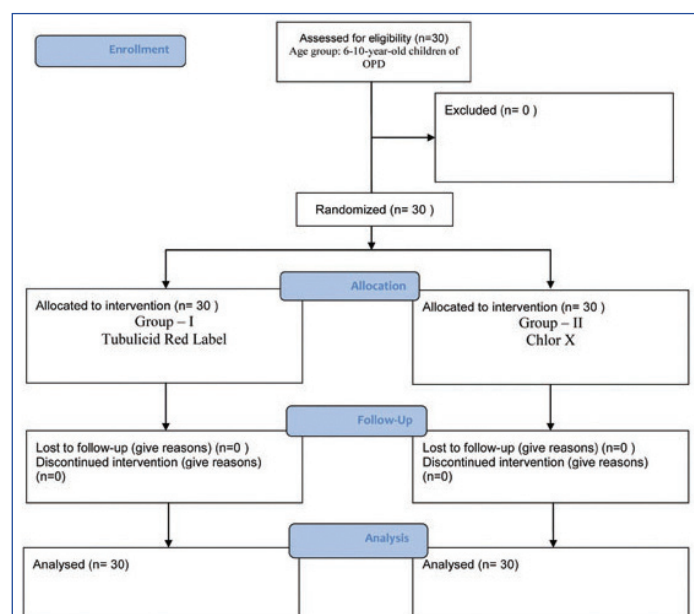 Enrollment
Assessed for eligibility (n=30)
Age group: 6-10-year-old children of
OPD
Excluded (n= 0 )
Randomized (n= 30 )
Allocation
Allocated to intervention (n= 30 )
Group – I
Tubulicid Red Label
Allocated to intervention (n= 30 )
Group – II
Chlor X
Follow-Up
Lost to follow-up (give reasons) (n=0 )
Discontinued intervention (give reasons)
(n=0)
Lost to follow-up (give reasons) (n=0 )
Discontinued intervention (give reasons)
(n=0)
Analysis
Analysed (n= 30)
Analysed (n= 30)